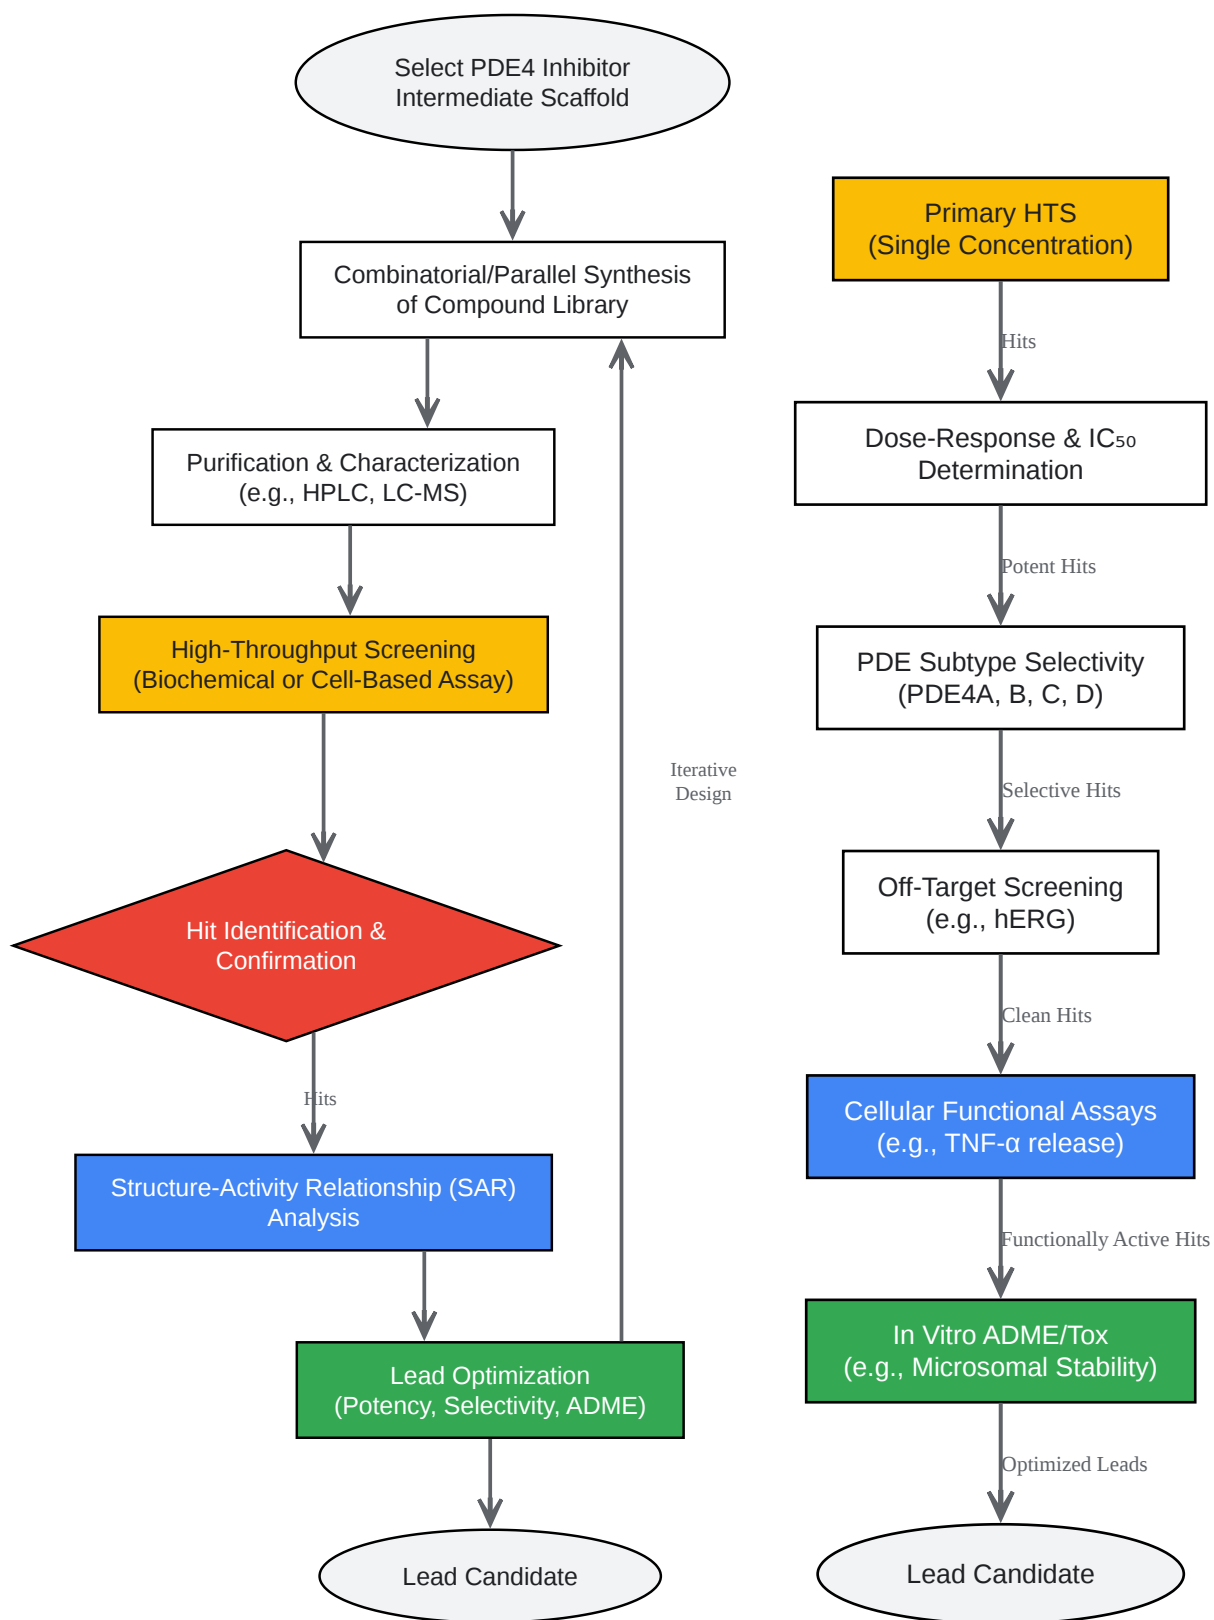 Select PDE4 Inhibitor
Intermediate Scaffold
Combinatorial/Parallel Synthesis
of Compound Library
Purification & Characterization
(e.g., HPLC, LC-MS)
High-Throughput Screening
(Biochemical or Cell-Based Assay)
Iterative
Design
Hit Identification &
Confirmation
Hits
Structure-Activity Relationship (SAR)
Analysis
Lead Optimization
(Potency, Selectivity, ADME)
Lead Candidate
Primary HTS
(Single Concentration)
Hits
Dose-Response & IC₅₀
Determination
Potent Hits
PDE Subtype Selectivity
(PDE4A, B, C, D)
Selective Hits
Off-Target Screening
(e.g., hERG)
Clean Hits
Cellular Functional Assays
(e.g., TNF-α release)
Functionally Active Hits
In Vitro ADME/Tox
(e.g., Microsomal Stability)
Optimized Leads
Lead Candidate